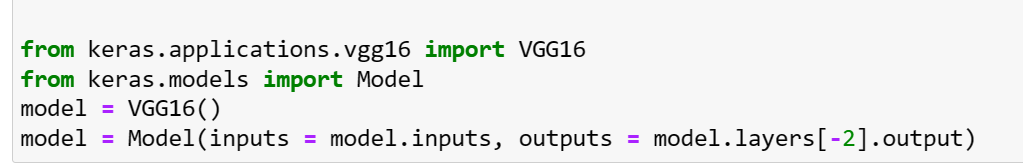 from keras.applications.vgg16 import VGG16
from keras.models import Model
model = VGG16()
model = Model(inputs = model.inputs, outputs = model.layers[-2].output)